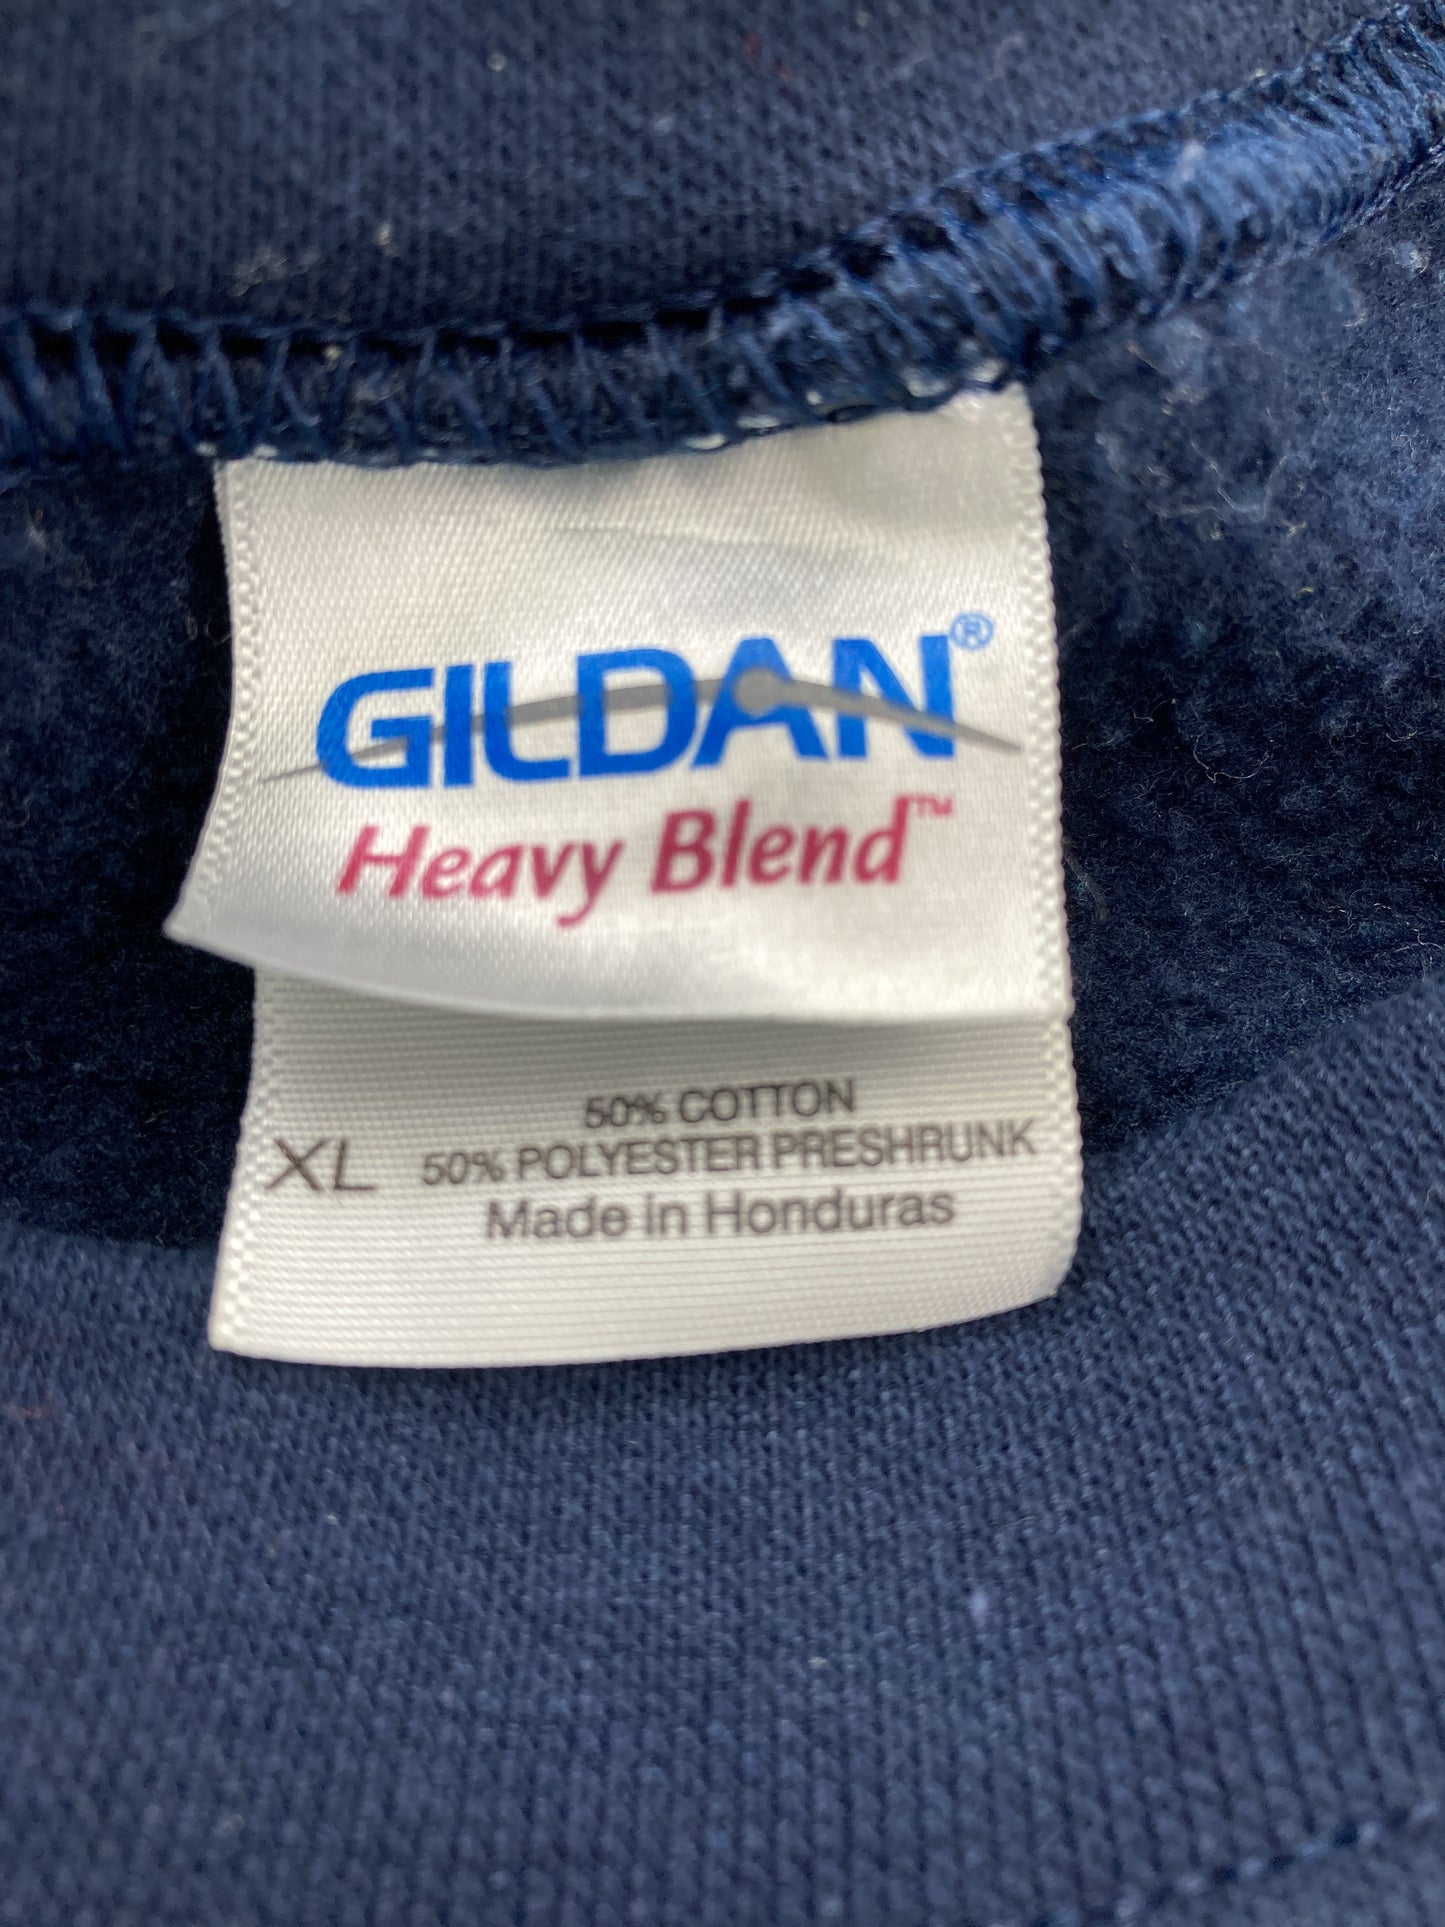 GILDAN®
Heavy Blend™
50% COTTON
XL 50% POLYESTER PRESHRUNK
Made in Honduras